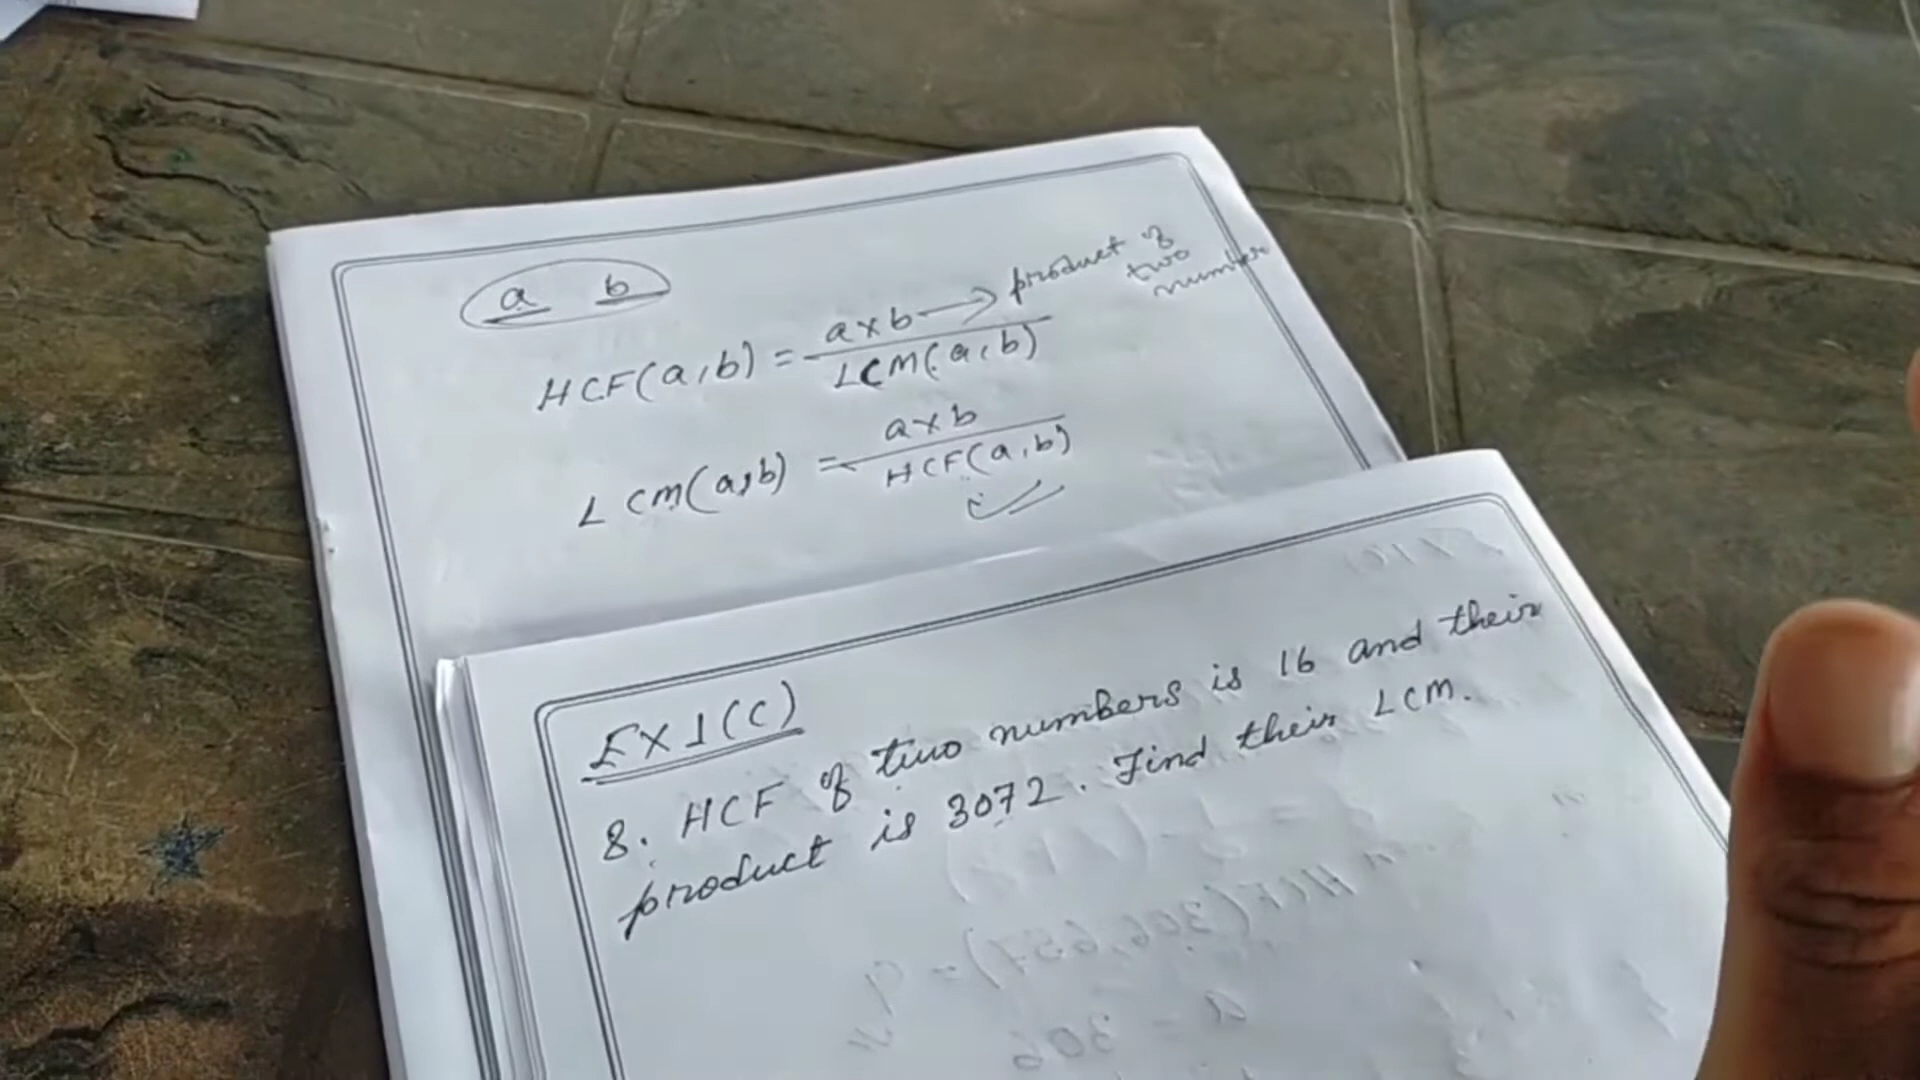 a b
HCF(a,b) = a×b → product of two number
LCM(a,b)
LCM(a,b) = a×b
HCF(a,b)
EX 1(C)
8. HCF of two numbers is 16 and their
product is 3072. Find their LCM.